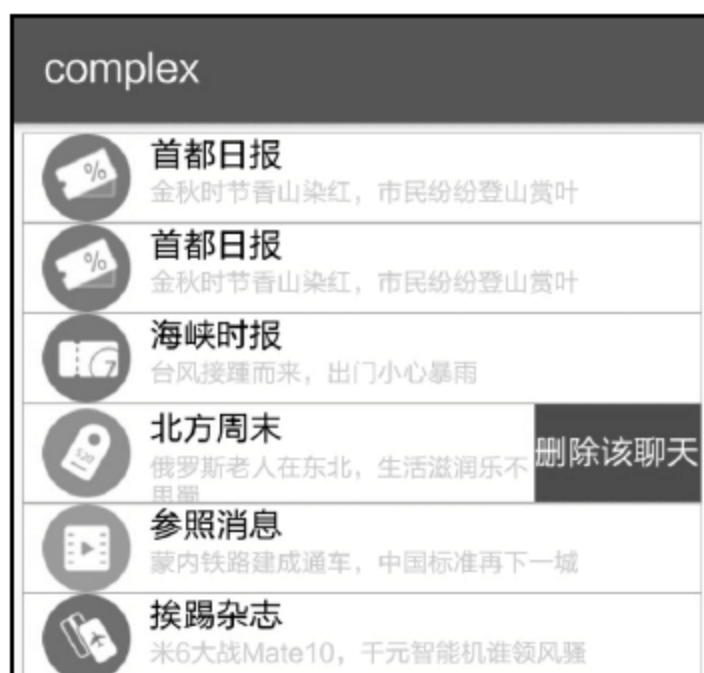 complex
首都日报
金秋时节香山染红，市民纷纷登山赏叶
首都日报
金秋时节香山染红，市民纷纷登山赏叶
海峡时报
台风接踵而来，出门小心暴雨
北方周末
俄罗斯老人在东北，生活滋润乐不
思蜀
删除该聊天
参照消息
蒙内铁路建成通车，中国标准再下一城
挨踢杂志
米6大战Mate10，千元智能机谁领风骚